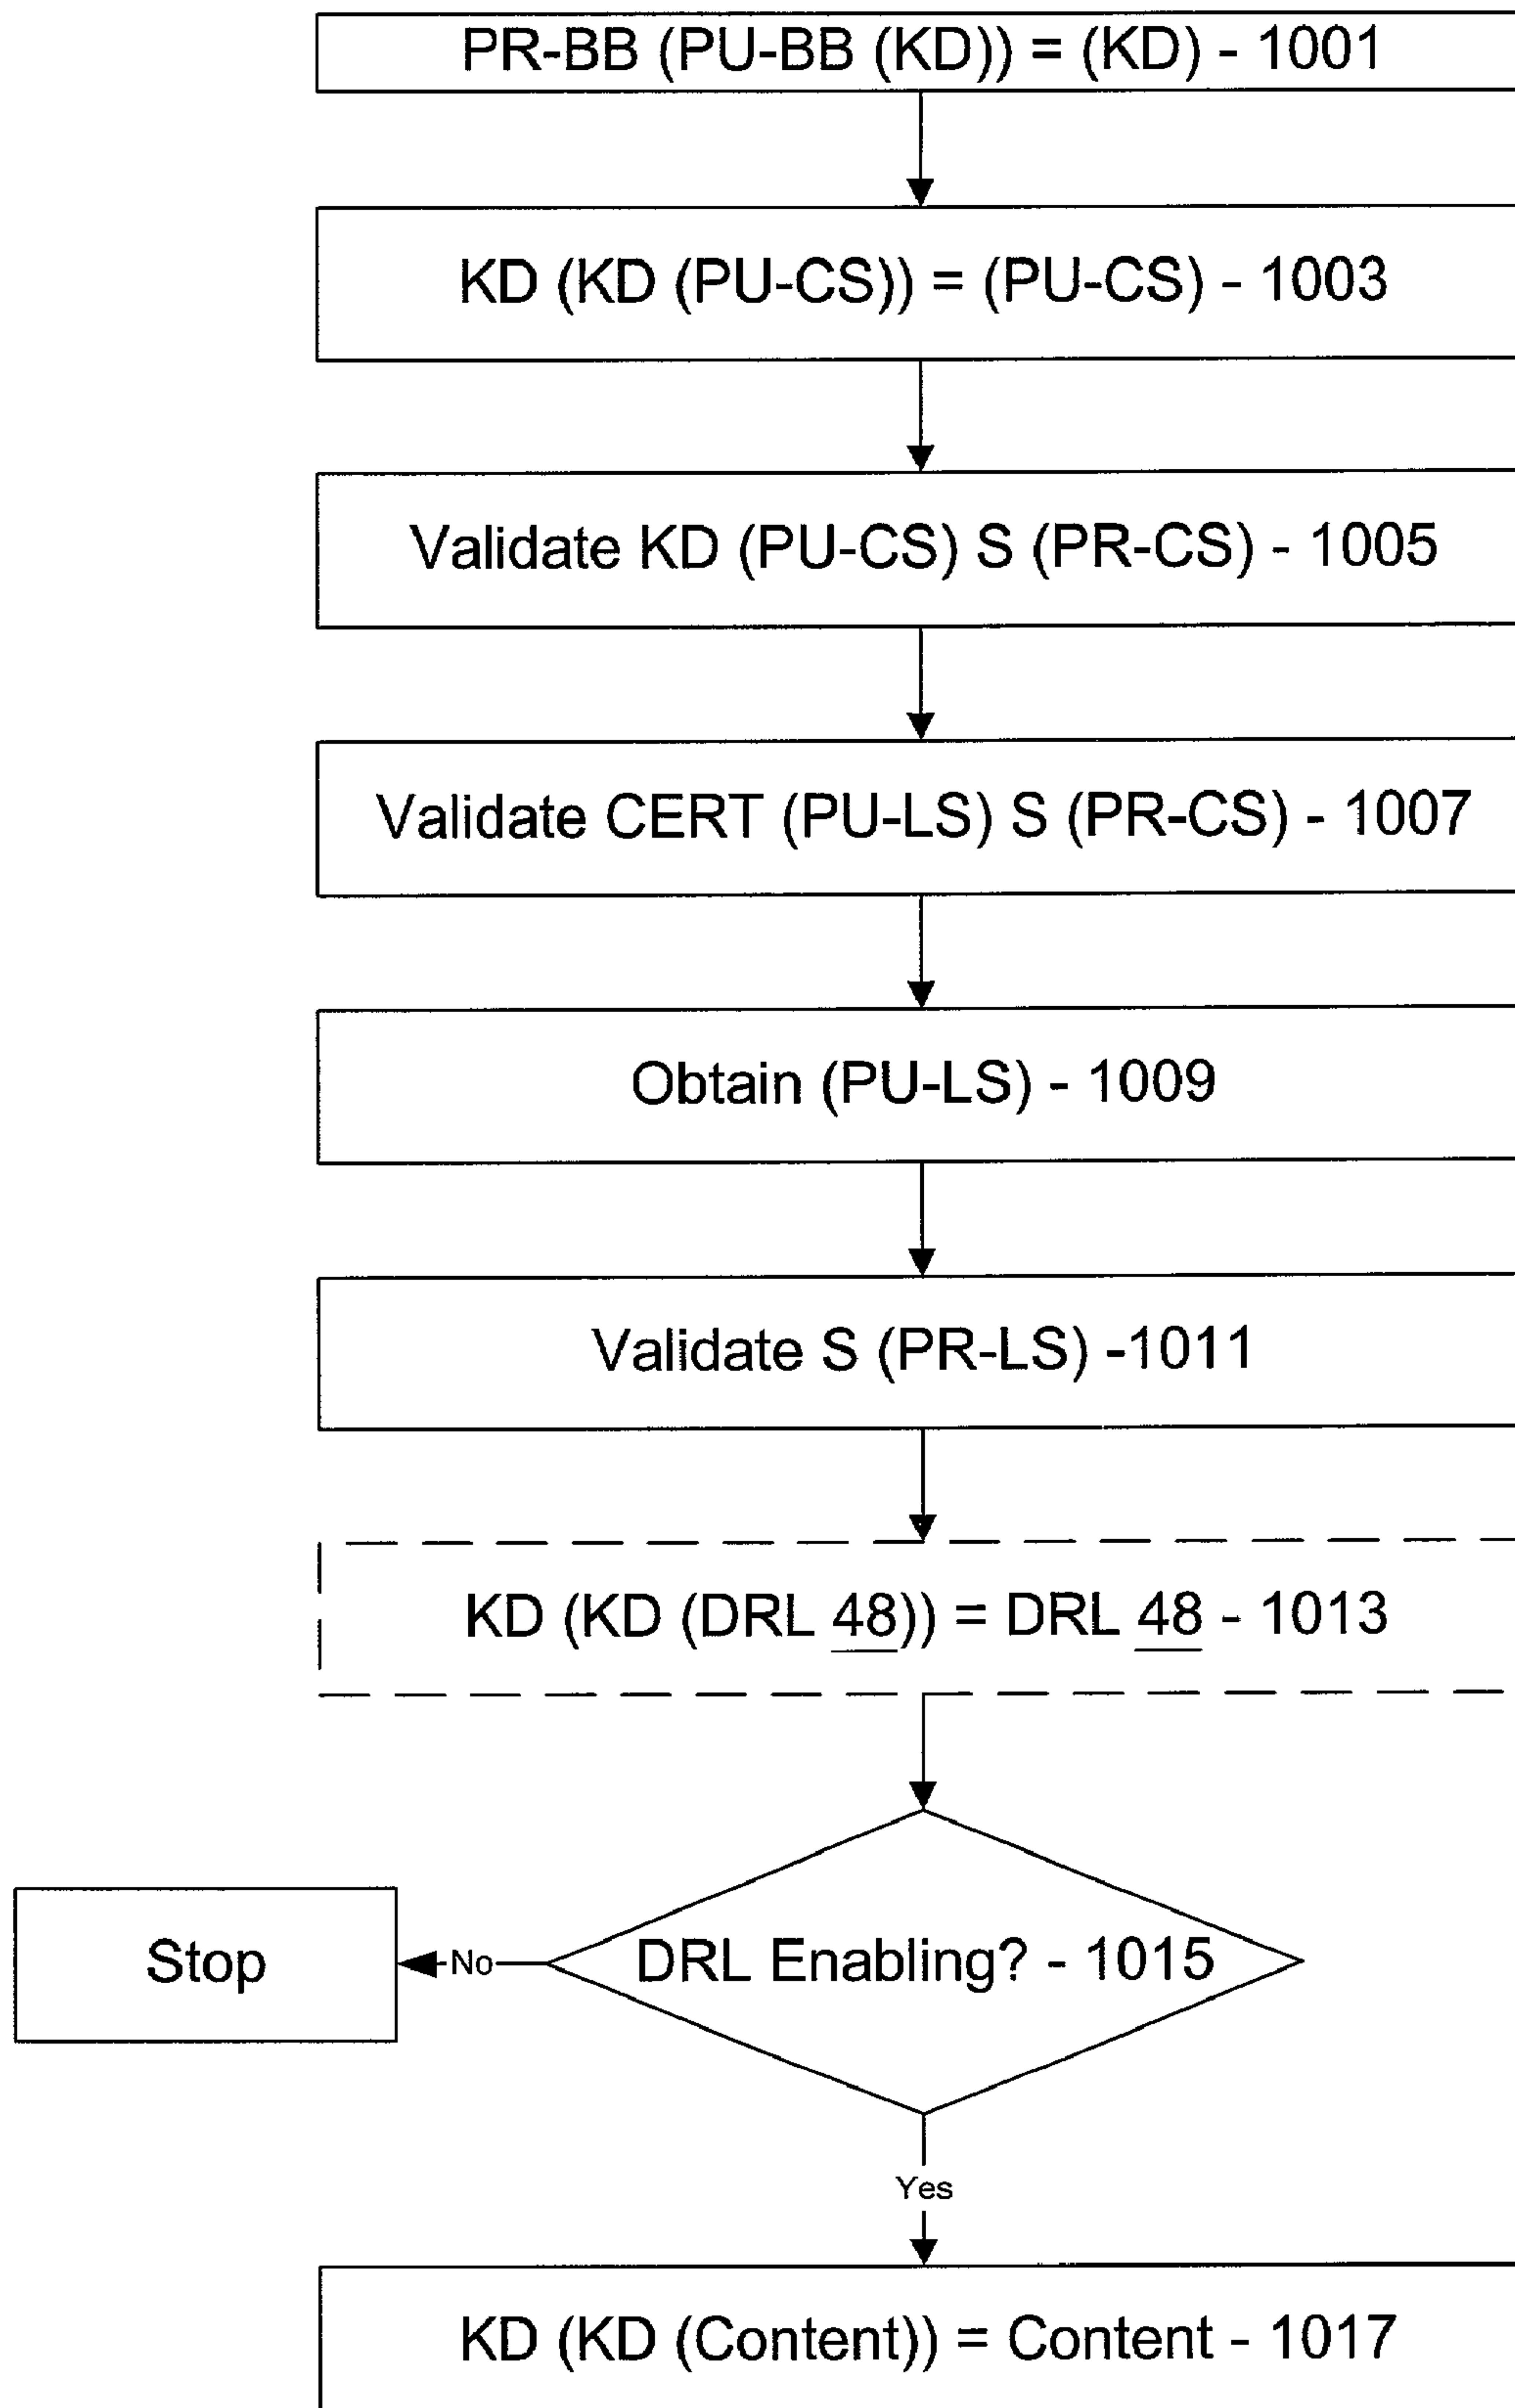 PR-BB (PU-BB (KD)) = (KD) - 1001
KD (KD (PU-CS)) = (PU-CS) - 1003
Validate KD (PU-CS) S (PR-CS) - 1005
Validate CERT (PU-LS) S (PR-CS) - 1007
Obtain (PU-LS) - 1009
Validate S (PR-LS) -1011
KD (KD (DRL 48)) = DRL 48 - 1013
DRL Enabling? - 1015
No
Stop
Yes
KD (KD (Content)) = Content - 1017